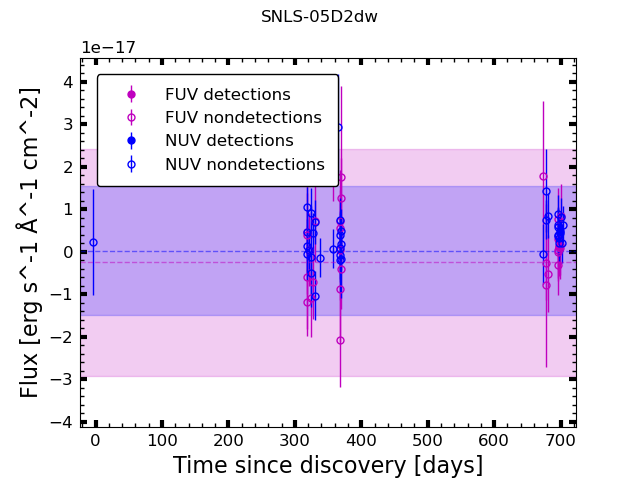 SNLS-05D2dw
1e−17
FUV detections
FUV nondetections
NUV detections
NUV nondetections
4
3
2
1
0
−1
−2
−3
−4
Flux [erg s^-1 Å^-1 cm^-2]
0 100 200 300 400 500 600 700
Time since discovery [days]